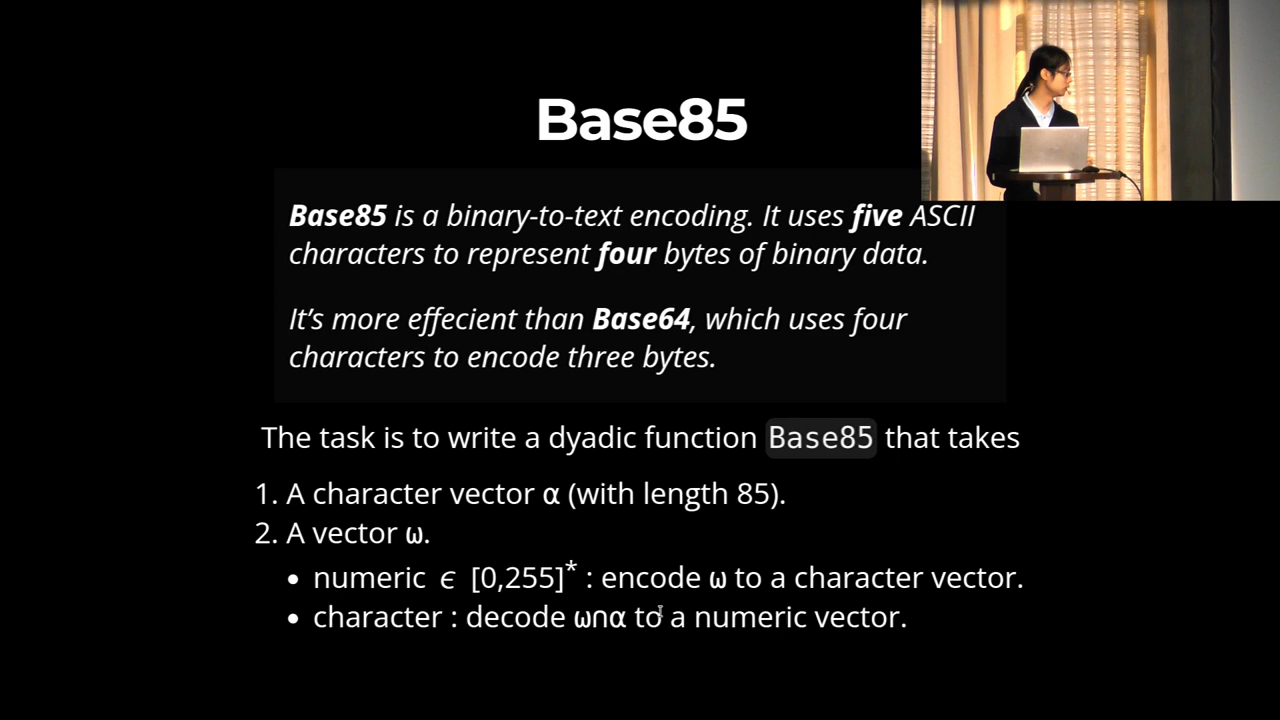 Base85
Base85 is a binary-to-text encoding. It uses five ASCII
characters to represent four bytes of binary data.
It’s more effecient than Base64, which uses four
characters to encode three bytes.
The task is to write a dyadic function Base85 that takes
1. A character vector ⍺ (with length 85).
2. A vector ⍵.
• numeric ϵ [0,255]* : encode ⍵ to a character vector.
• character : decode ⍵∩⍺ to a numeric vector.